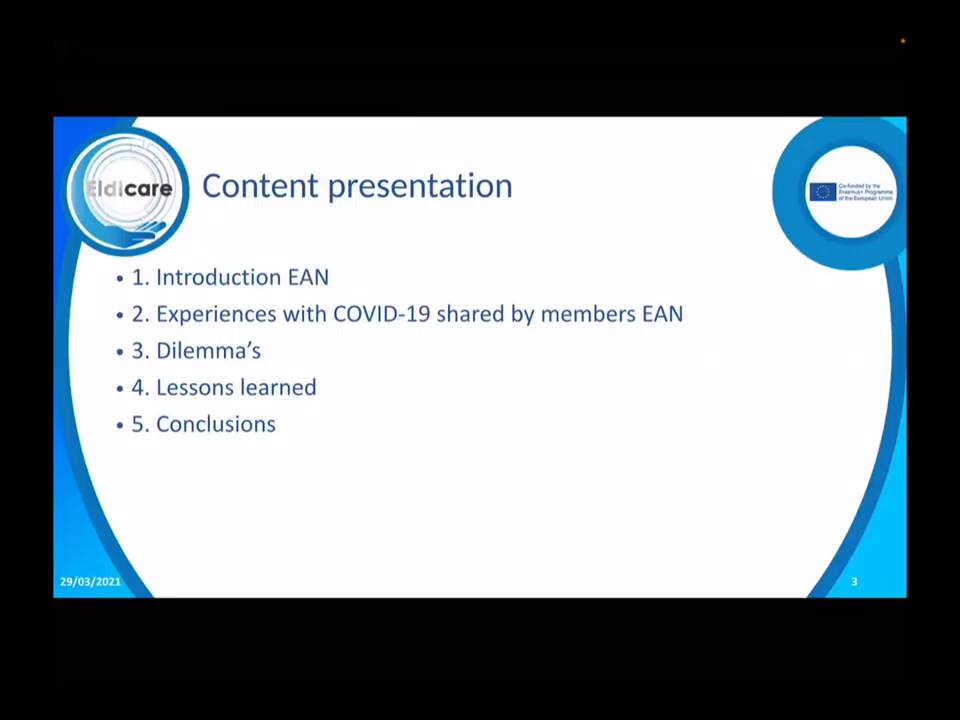 Eldicare
Content presentation
Co-funded by the
Erasmus+ Programme
of the European Union
• 1. Introduction EAN
• 2. Experiences with COVID-19 shared by members EAN
• 3. Dilemma’s
• 4. Lessons learned
• 5. Conclusions
29/03/2021
3